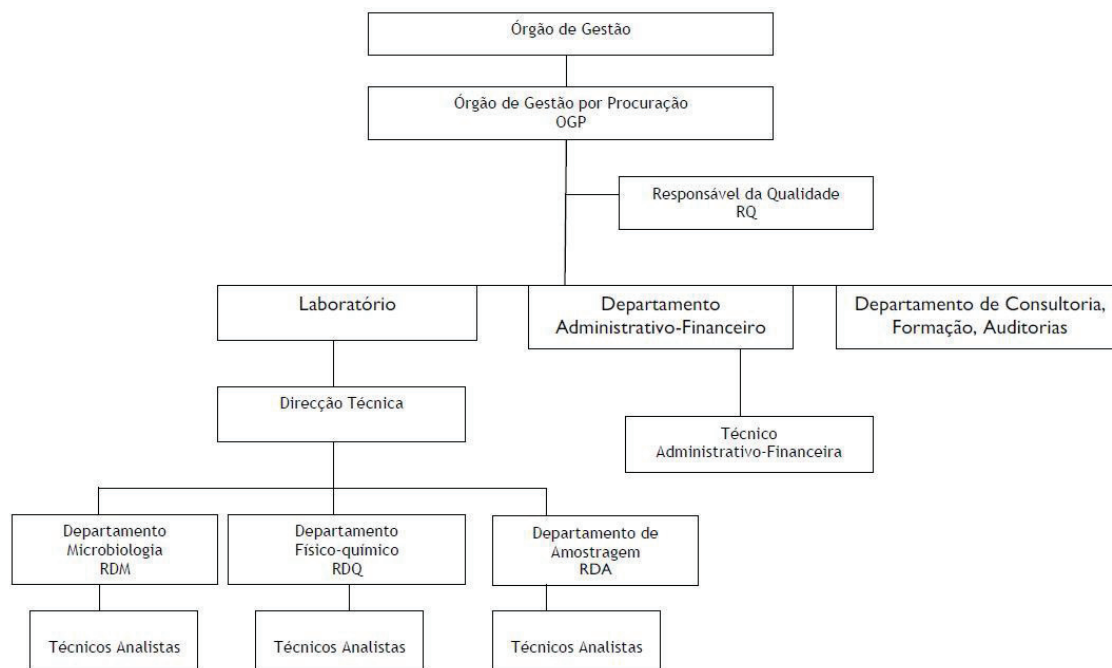 Órgão de Gestão
Órgão de Gestão por Procuração
OGP
Responsável da Qualidade
RQ
Laboratório
Departamento
Administrativo-Financeiro
Departamento de Consultoria,
Formação, Auditorias
Direcção Técnica
Técnico
Administrativo-Financeira
Departamento
Microbiologia
RDM
Departamento
Físico-químico
RDQ
Departamento de
Amostragem
RDA
Técnicos Analistas
Técnicos Analistas
Técnicos Analistas